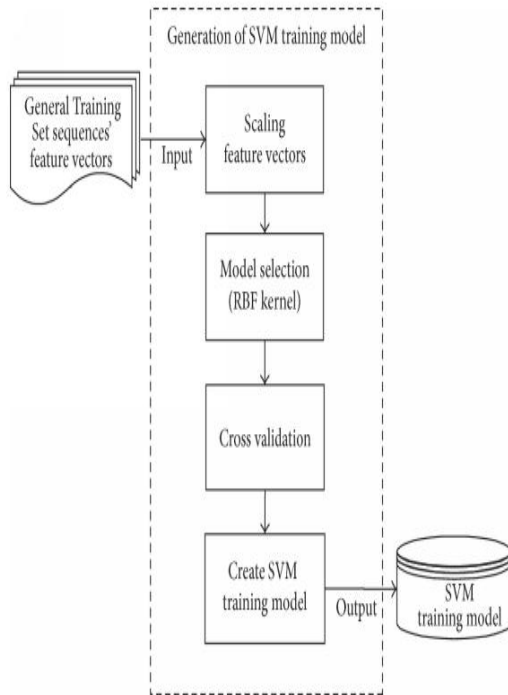 Generation of SVM training model
General Training
Set sequences'
feature vectors
Input
Scaling
feature vectors
Model selection
(RBF kernel)
Cross validation
Create SVM
training model
Output
SVM
training model